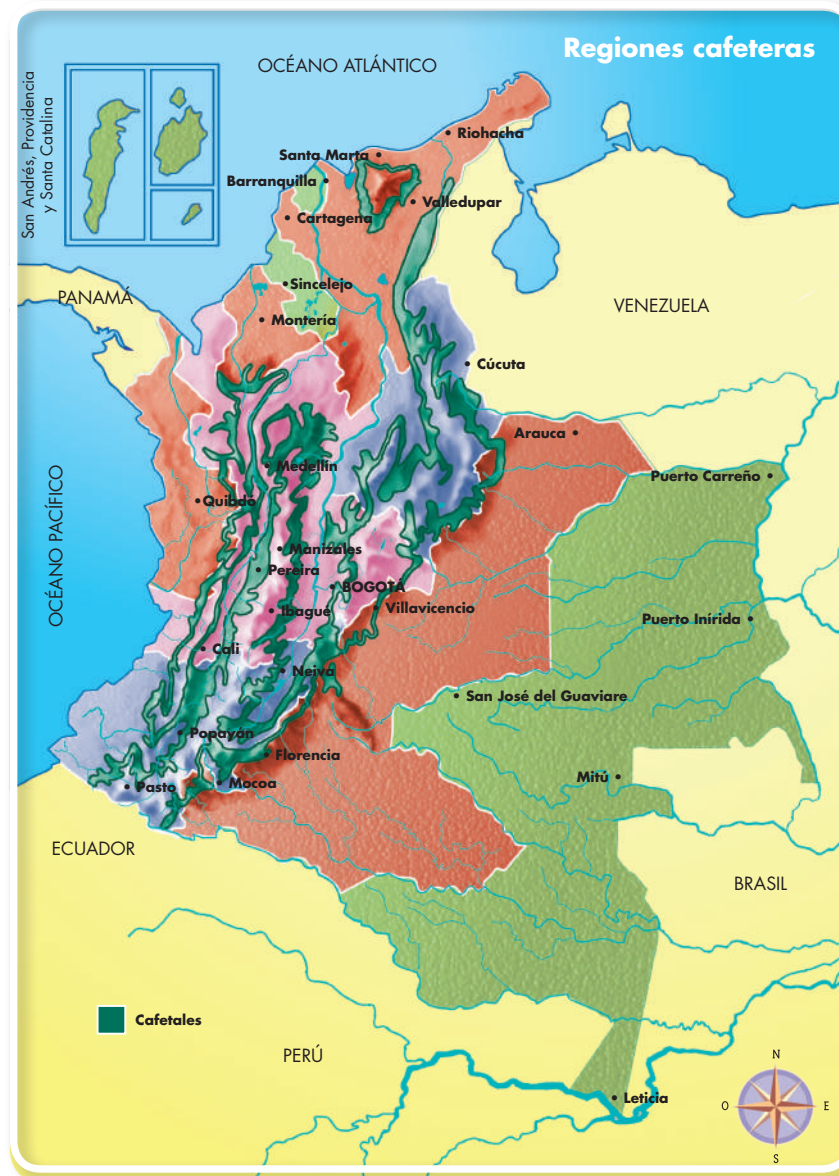 Regiones cafeteras
OCÉANO ATLÁNTICO
San Andrés, Providencia
y Santa Catalina
Riohacha
Santa Marta
Barranquilla
Valledupar
Cartagena
Sincelejo
PANAMÁ
VENEZUELA
Montería
Cúcuta
Arauca
Medellín
Puerto Carreño
Quibdó
OCÉANO PACÍFICO
Manizales
Pereira
BOGOTÁ
Ibagué
Villavicencio
Puerto Inírida
Cali
Neiva
San José del Guaviare
Popayán
Florencia
Mitú
Pasto
Mocoa
ECUADOR
BRASIL
Cafetales
PERÚ
Leticia
N
O
E
S